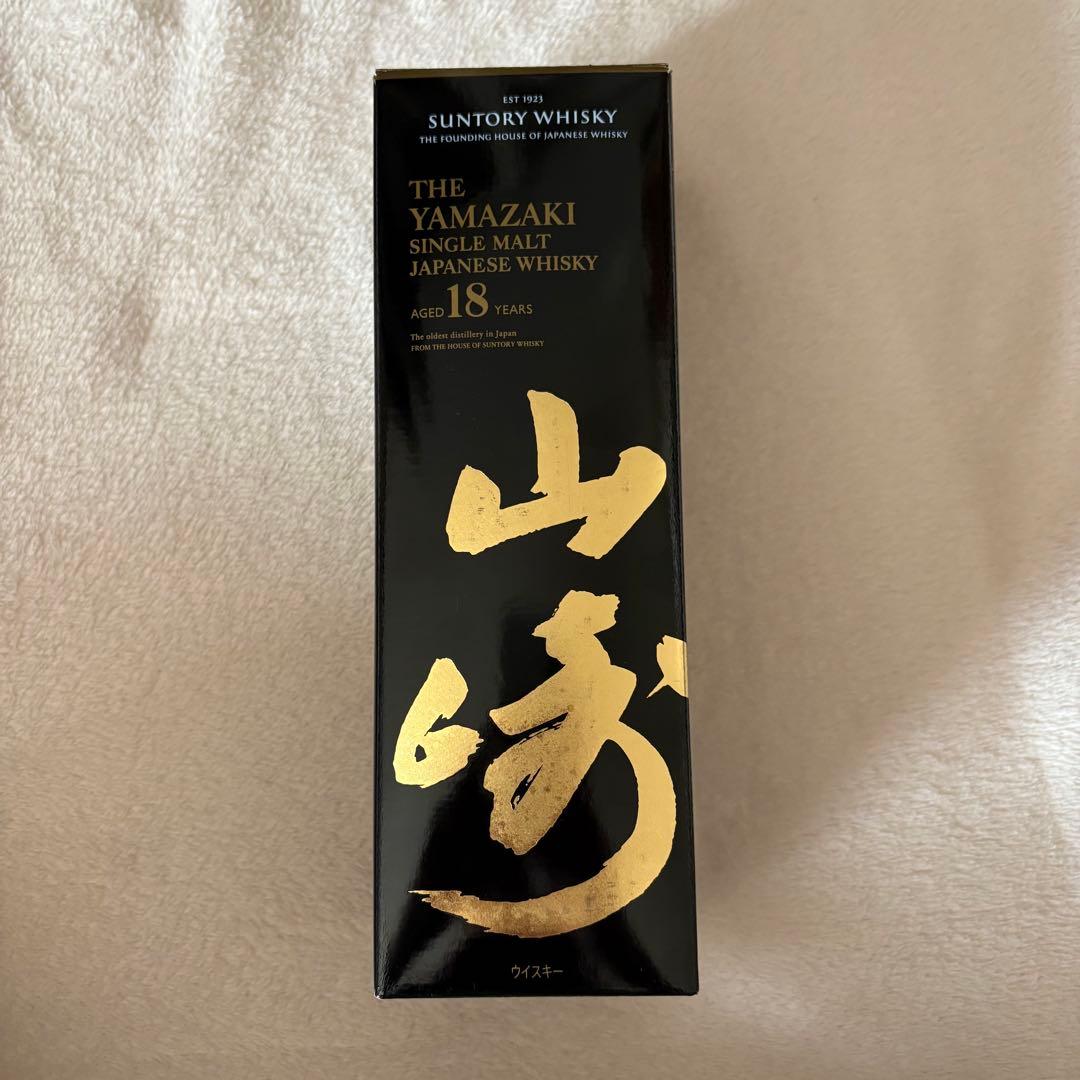 EST 1923
SUNTORY WHISKY
THE FOUNDING HOUSE OF JAPANESE WHISKY
THE
YAMAZAKI
SINGLE MALT
JAPANESE WHISKY
AGED 18 YEARS
The oldest distillery in Japan
FROM THE HOUSE OF SUNTORY WHISKY
山
崎
ウイスキー